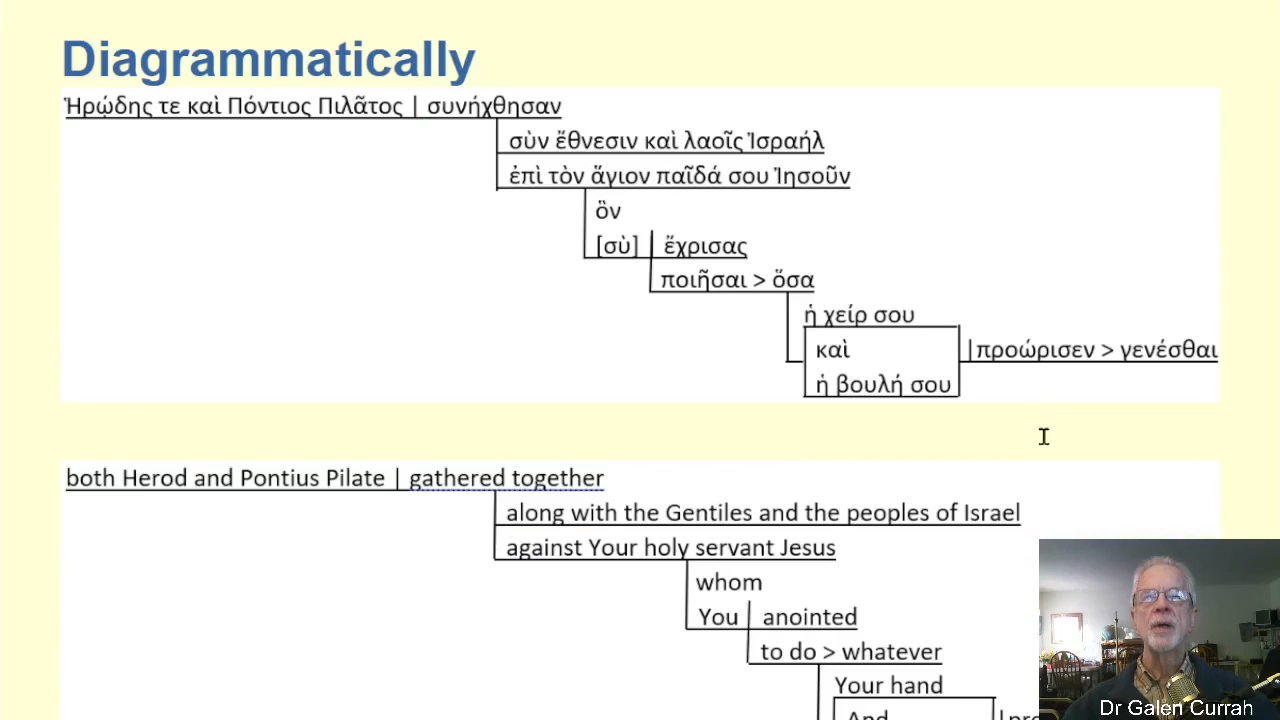 Diagrammatically
Ἡρῴδης τε καὶ Πόντιος Πιλᾶτος | συνήχθησαν
σὺν ἔθνεσιν καὶ λαοῖς Ἰσραήλ
ἐπὶ τὸν ἅγιον παῖδά σου Ἰησοῦν
ὃν
[σὺ] | ἔχρισας
ποιῆσαι > ὅσα
ἡ χείρ σου
καὶ |προώρισεν > γενέσθαι
ἡ βουλή σου
both Herod and Pontius Pilate | gathered together
along with the Gentiles and the peoples of Israel
against Your holy servant Jesus
whom
You | anointed
to do > whatever
Your hand
And
Dr Galen Currah